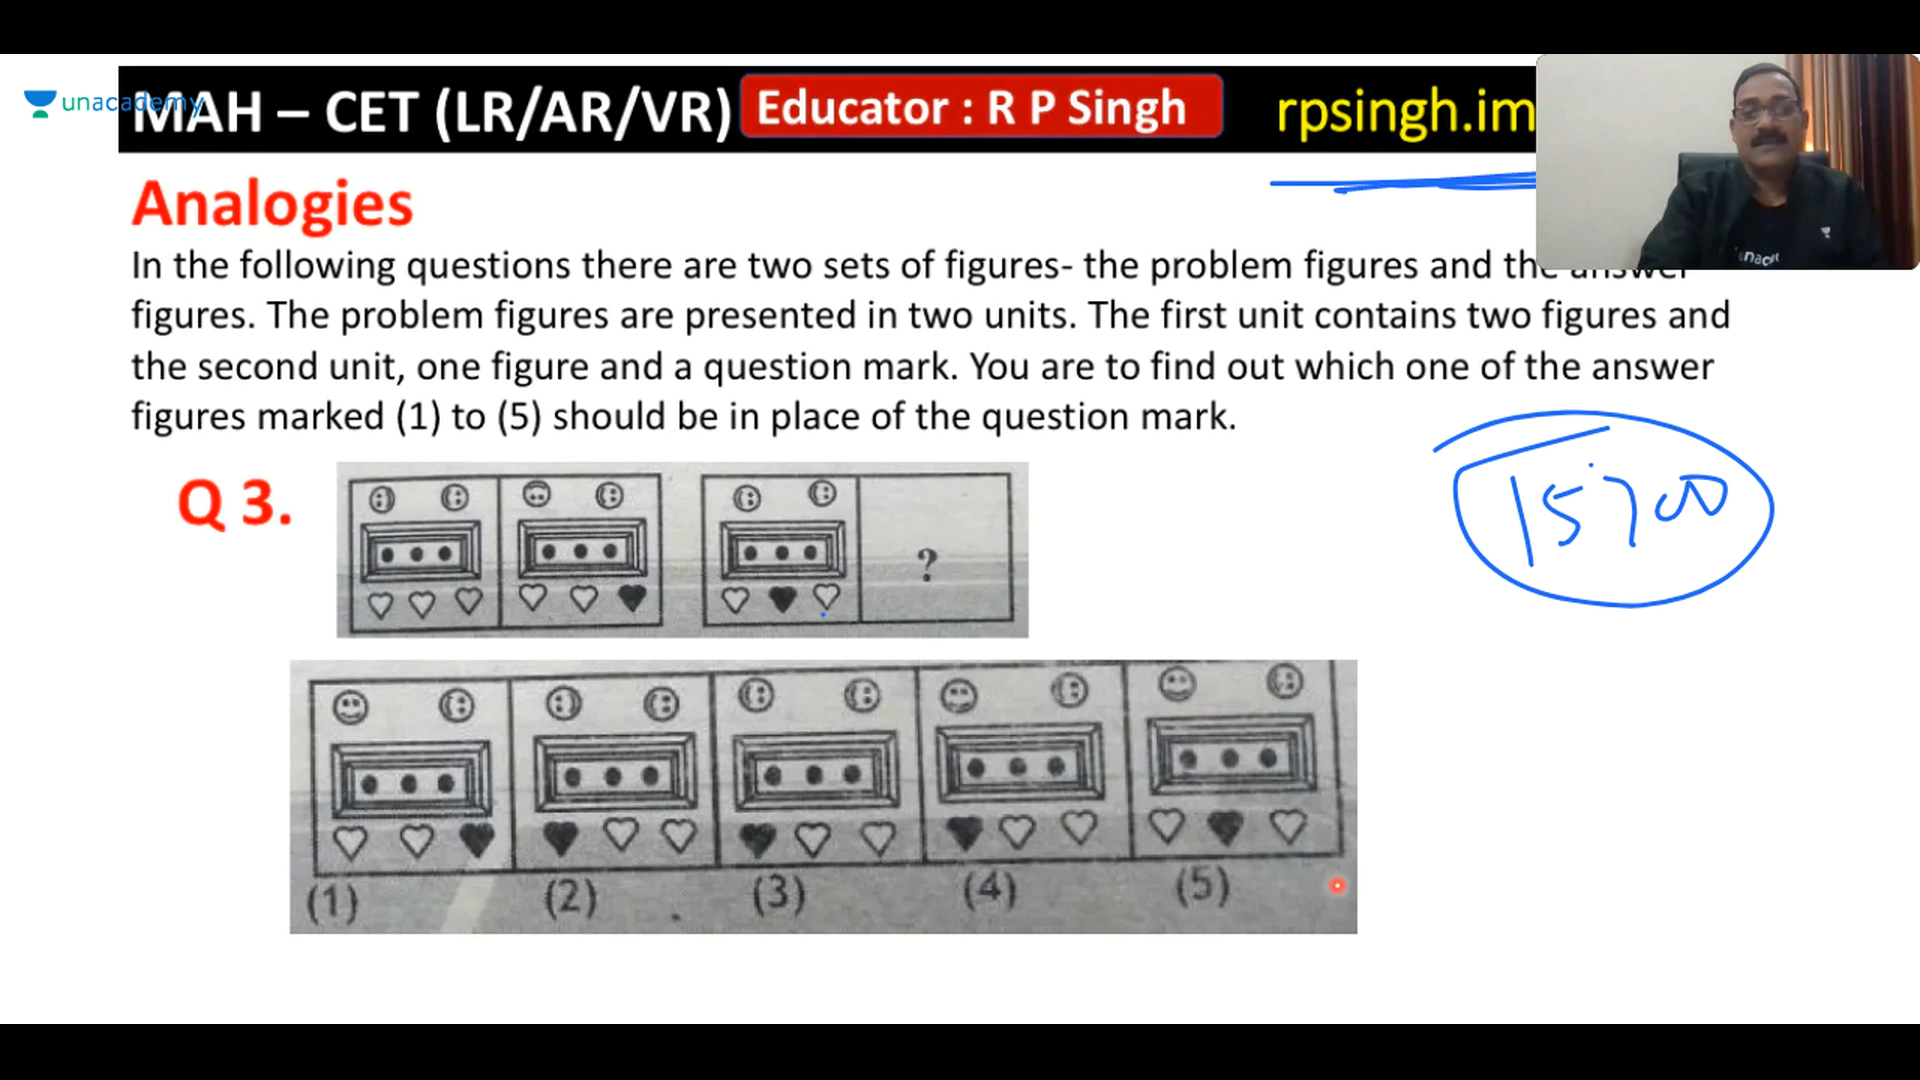 unacademy
MAH – CET (LR/AR/VR)
Educator : R P Singh
rpsingh.im
Analogies
In the following questions there are two sets of figures- the problem figures and the answer
figures. The problem figures are presented in two units. The first unit contains two figures and
the second unit, one figure and a question mark. You are to find out which one of the answer
figures marked (1) to (5) should be in place of the question mark.
Q 3.
?
15700
(1) (2) (3) (4) (5)